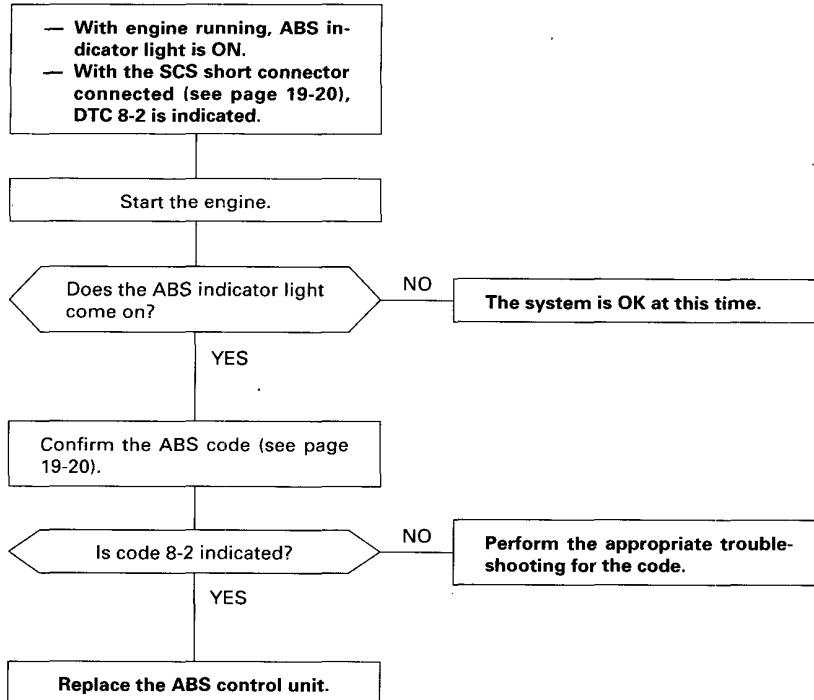 — With engine running, ABS in-
dicator light is ON.
— With the SCS short connector
connected (see page 19-20),
DTC 8-2 is indicated.
Start the engine.
Does the ABS indicator light
come on?
NO
The system is OK at this time.
YES
Confirm the ABS code (see page
19-20).
Is code 8-2 indicated?
NO
Perform the appropriate trouble-
shooting for the code.
YES
Replace the ABS control unit.